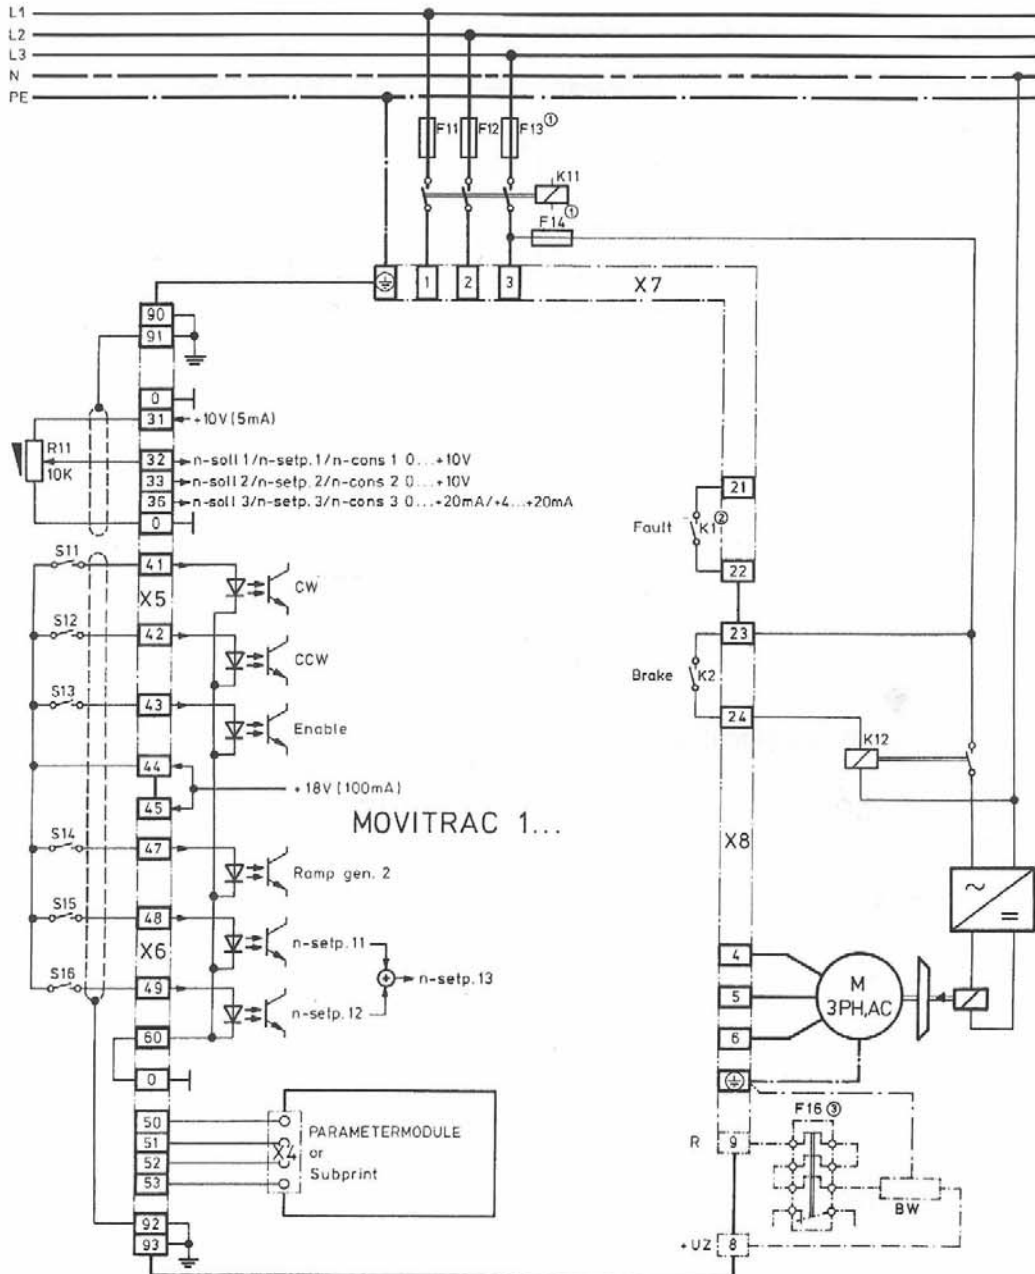 L1
L2
L3
N
PE
F11
F12
F13 ①
K11
F14 ①
1
2
3
X7
90
91
0
31
+10V (5mA)
R11
10K
32
n-soll 1/n-setp.1/n-cons 1 0...+10V
33
n-soll 2/n-setp.2/n-cons 2 0...+10V
36
n-soll 3/n-setp.3/n-cons 3 0...+20mA/+4...+20mA
0
21
Fault
K1 ②
22
S11
41
CW
X5
S12
42
CCW
23
Brake
K2
S13
43
Enable
24
K12
44
+18V (100mA)
45
MOVITRAC 1...
X8
S14
47
Ramp gen. 2
~
=
S15
48
n-setp.11
X6
+
n-setp.13
S16
49
n-setp.12
4
5
6
M
3PH,AC
60
0
F16 ③
R
9
BW
+UZ
8
50
51
52
53
X4
PARAMETERMODULE
or
Subprint
92
93